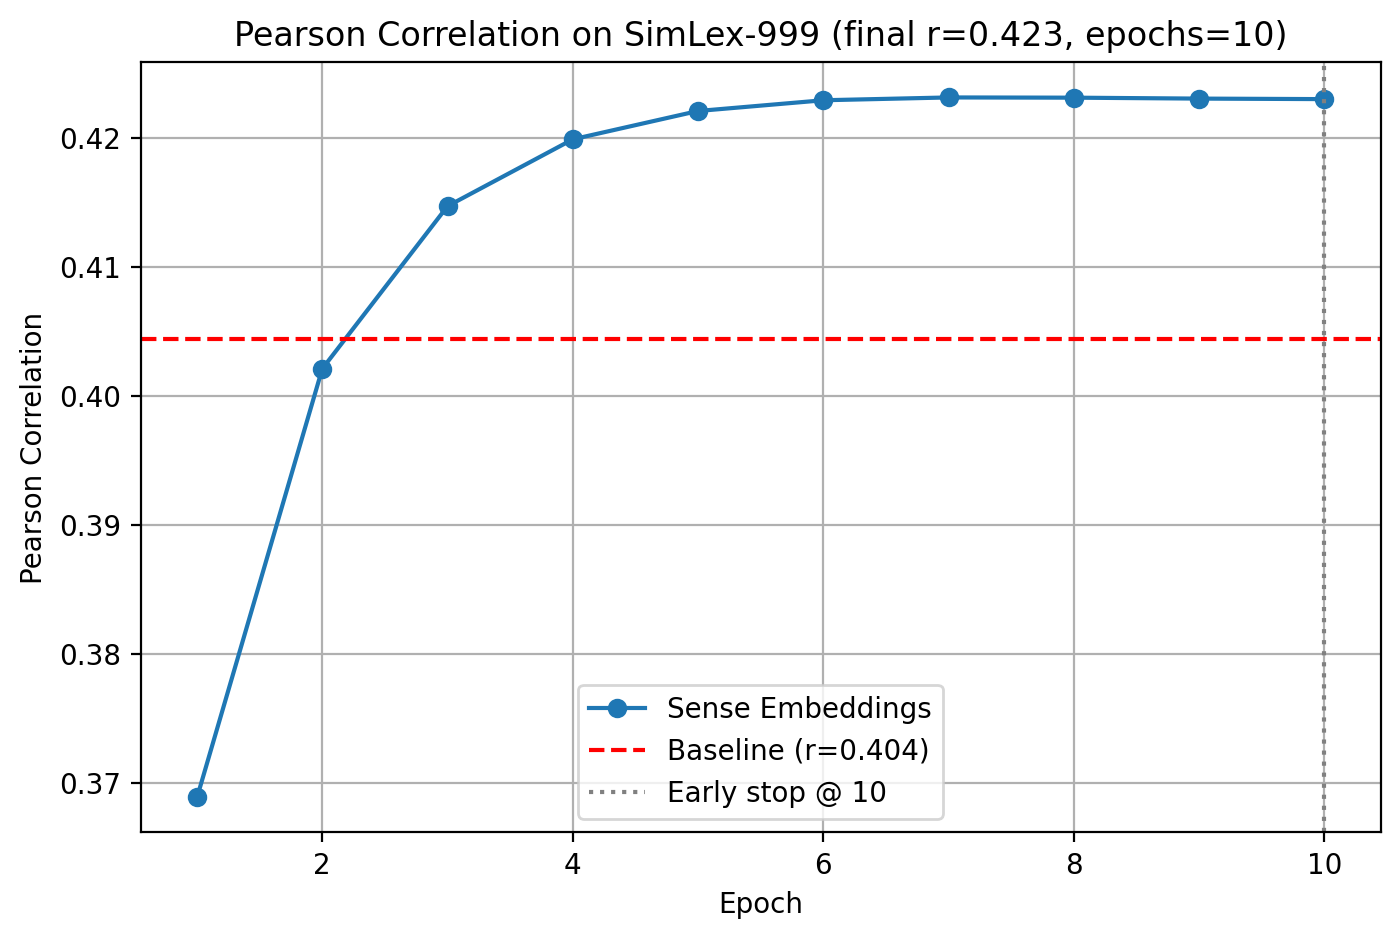 Pearson Correlation on SimLex-999 (final r=0.423, epochs=10)
Pearson Correlation
0.42
0.41
0.40
0.39
0.38
0.37
Sense Embeddings
Baseline (r=0.404)
Early stop @ 10
2 4 6 8 10
Epoch